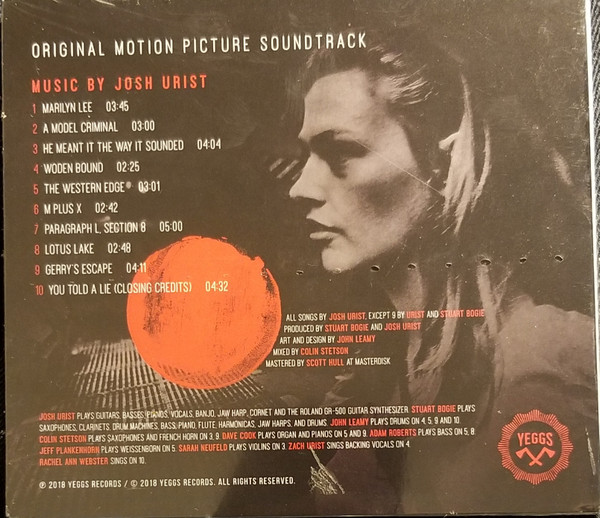 ORIGINAL MOTION PICTURE SOUNDTRACK
MUSIC BY JOSH URIST
1 MARILYN LEE 03:45
2 A MODEL CRIMINAL 03:00
3 HE MEANT IT THE WAY IT SOUNDED 04:04
4 WODEN BOUND 02:25
5 THE WESTERN EDGE 03:01
6 M PLUS X 02:42
7 PARAGRAPH L, SECTION 8 05:00
8 LOTUS LAKE 02:48
9 GERRY'S ESCAPE 04:11
10 YOU TOLD A LIE (CLOSING CREDITS) 04:32
ALL SONGS BY JOSH URIST, EXCEPT 9 BY URIST AND STUART BOGIE
PRODUCED BY STUART BOGIE AND JOSH URIST
ART AND DESIGN BY JOHN LEAMY
MIXED BY COLIN STETSON
MASTERED BY SCOTT HULL AT MASTERDISK
JOSH URIST PLAYS GUITARS, BASSES, PIANOS, VOCALS, BANJO, JAW HARP, CORNET AND THE ROLAND GR-500 GUITAR SYNTHESIZER. STUART BOGIE PLAYS
SAXOPHONES, CLARINETS, DRUM MACHINES, BASS, PIANO, FLUTE, HARMONICAS, JAW HARPS, AND DRUMS. JOHN LEAMY PLAYS DRUMS ON 4, 5, 9 AND 10.
COLIN STETSON PLAYS SAXOPHONES AND FRENCH HORN ON 3, 9. DAVE COOK PLAYS ORGAN AND PIANOS ON 5 AND 9. ADAM ROBERTS PLAYS BASS ON 5, 8.
JEFF PLANKENHORN PLAYS WEISSENBORN ON 5. SARAH NEUFELD PLAYS VIOLINS ON 3. ZACH URIST SINGS BACKING VOCALS ON 4.
RACHEL ANN WEBSTER SINGS ON 10.
YEGGS
℗ 2018 YEGGS RECORDS / © 2018 YEGGS RECORDS. ALL RIGHTS RESERVED.